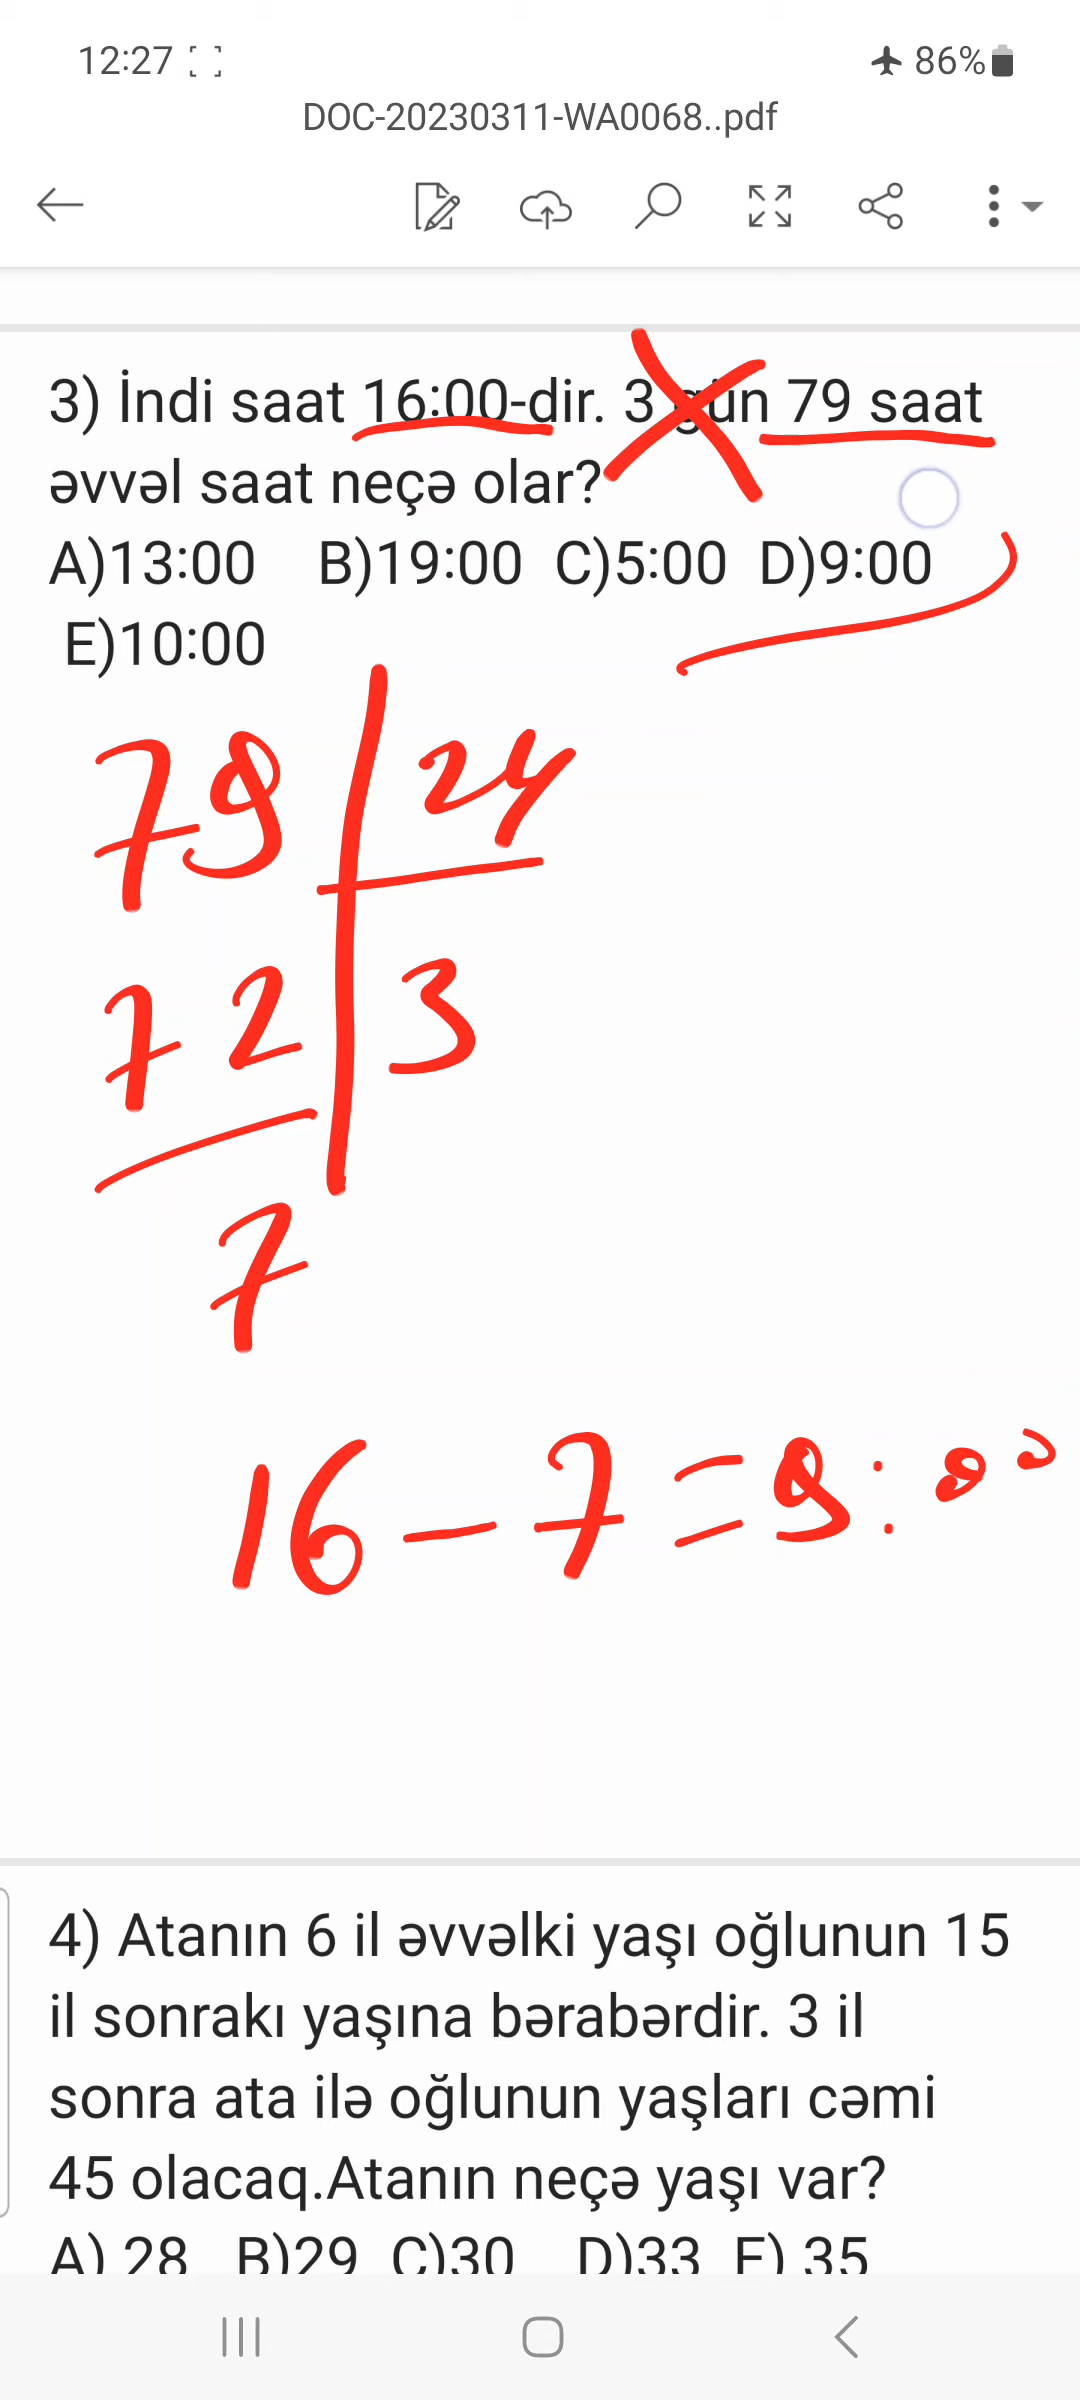 12:27
86%
DOC-20230311-WA0068..pdf
3) İndi saat 16:00-dir. 3 gün 79 saat
əvvəl saat neçə olar?
A)13:00 B)19:00 C)5:00 D)9:00
E)10:00
79 24
72 3
7
16-7=9:00
4) Atanın 6 il əvvəlki yaşı oğlunun 15
il sonrakı yaşına bərabərdir. 3 il
sonra ata ilə oğlunun yaşları cəmi
45 olacaq.Atanın neçə yaşı var?
A) 28 B)29 C)30 D)33 E) 35